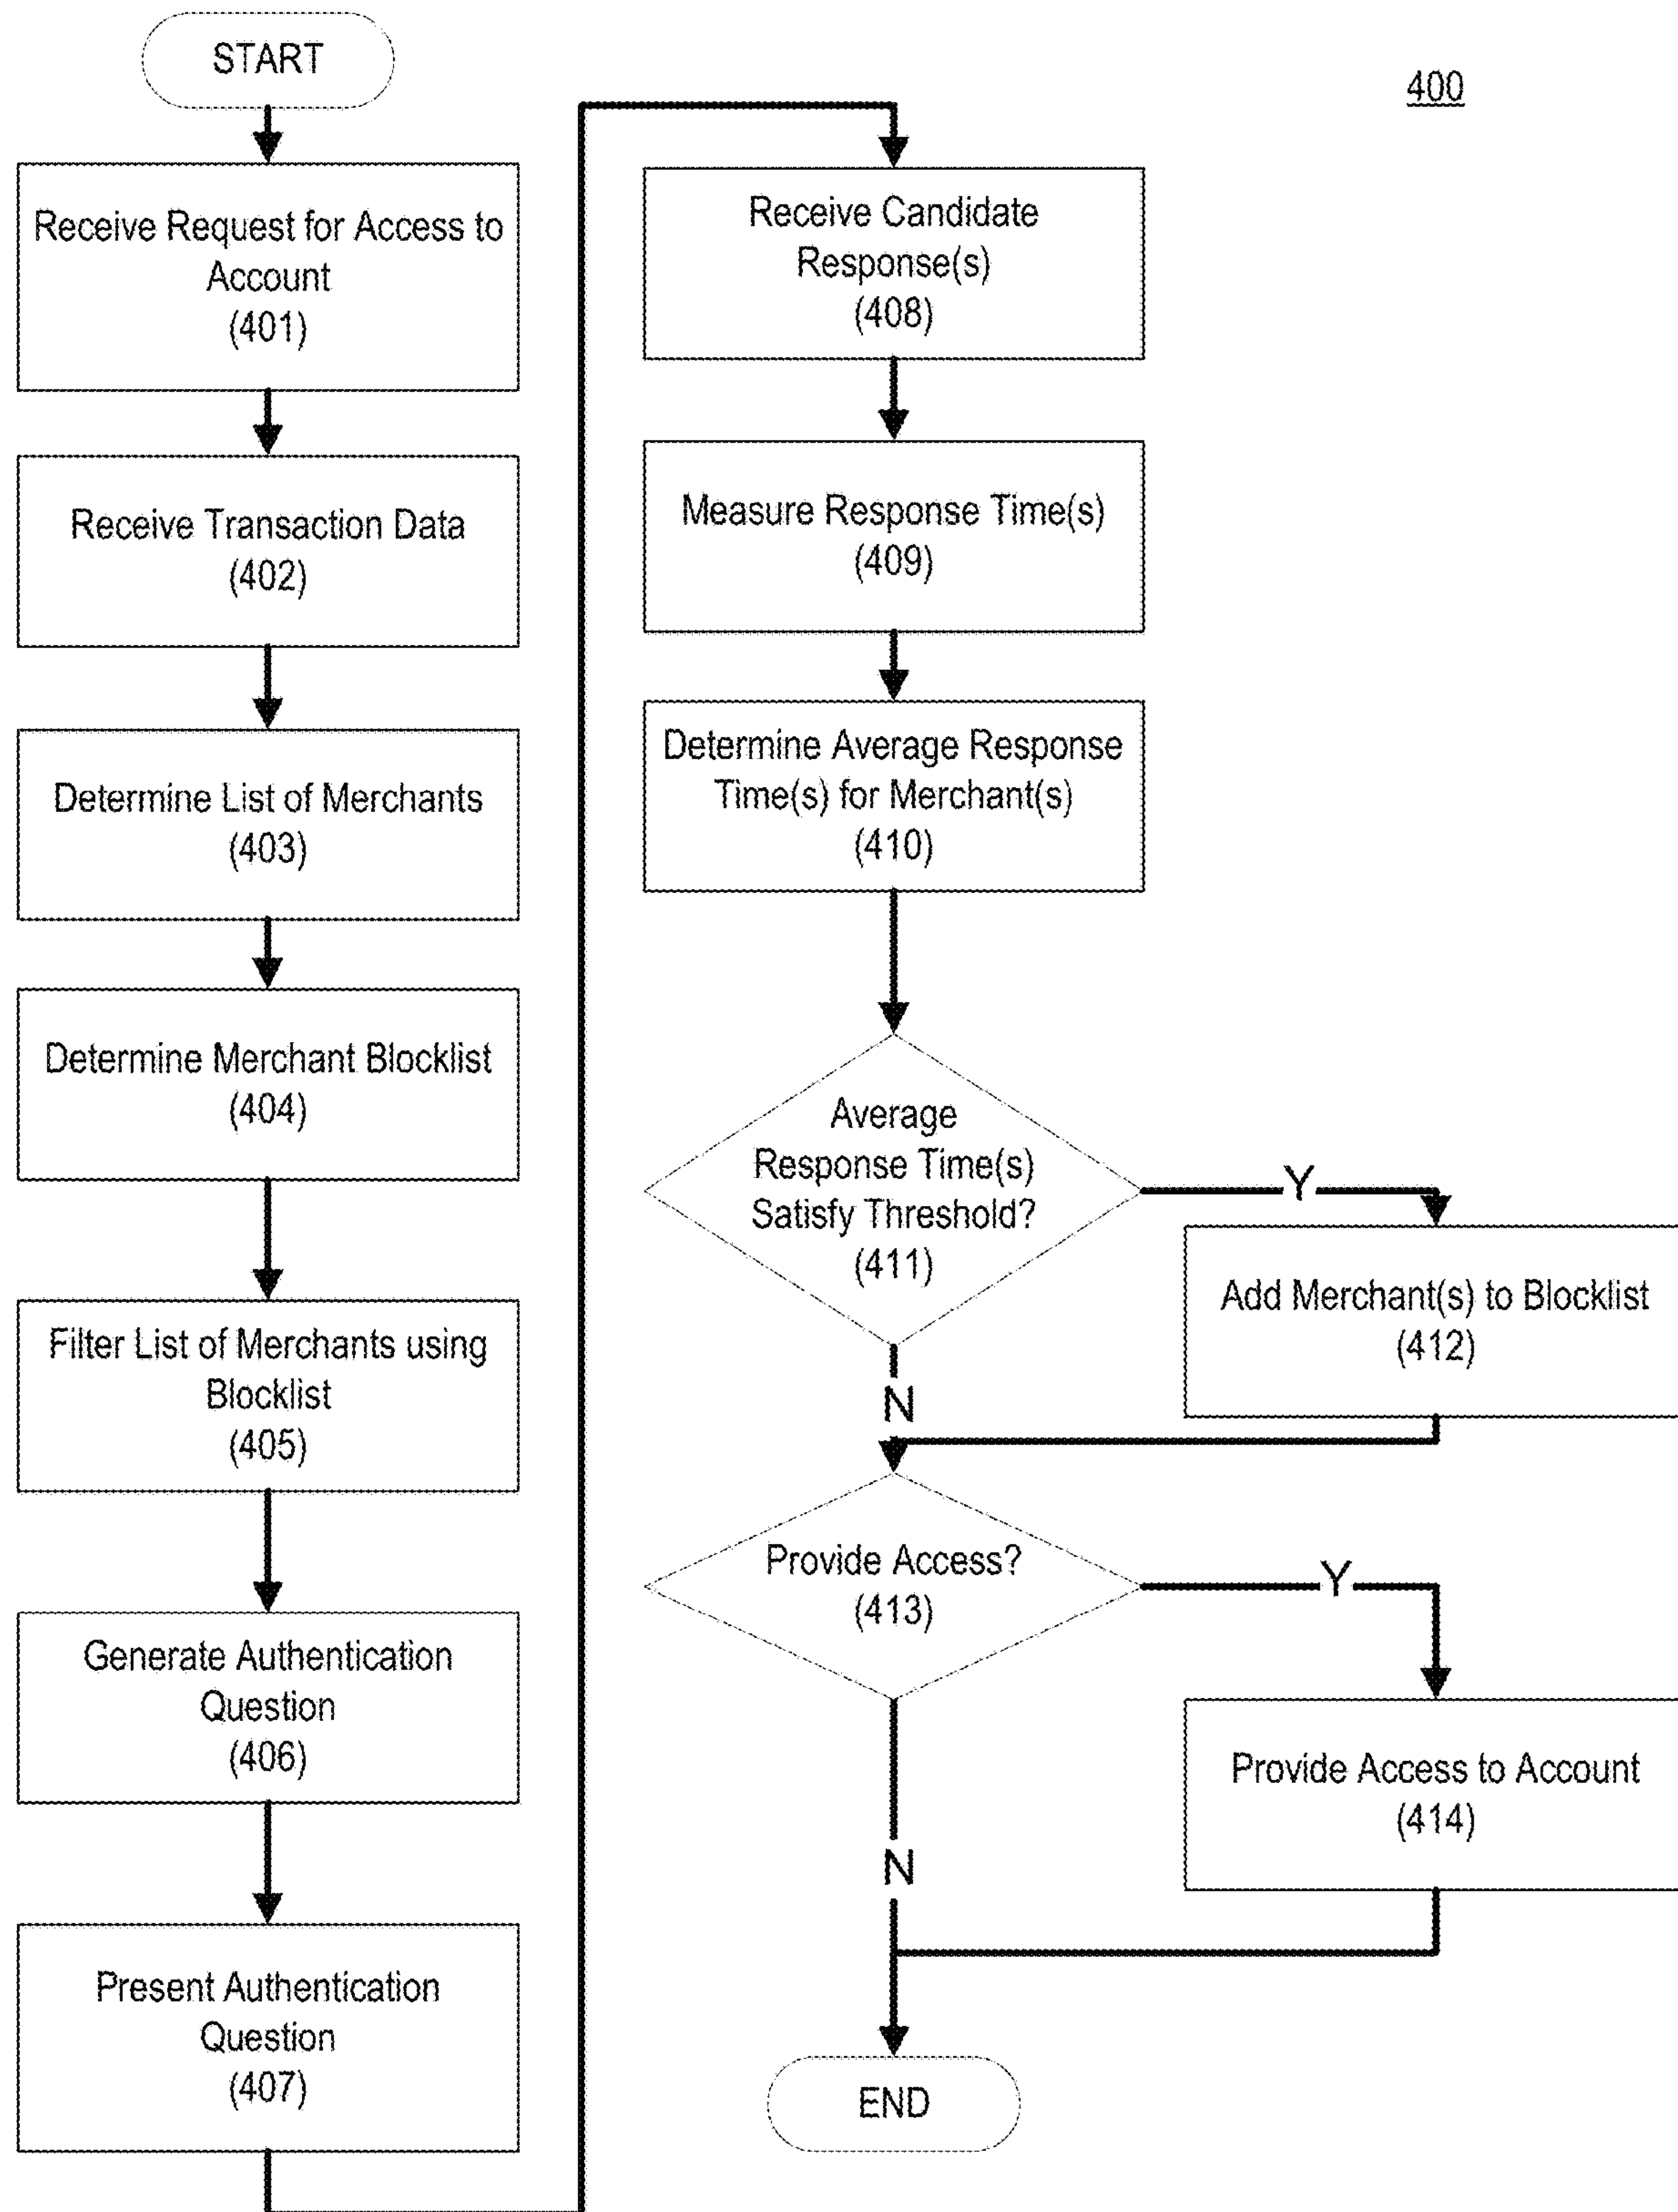 START
Receive Request for Access to
Account
(401)
Receive Transaction Data
(402)
Determine List of Merchants
(403)
Determine Merchant Blocklist
(404)
Filter List of Merchants using
Blocklist
(405)
Generate Authentication
Question
(406)
Present Authentication
Question
(407)
400
Receive Candidate
Response(s)
(408)
Measure Response Time(s)
(409)
Determine Average Response
Time(s) for Merchant(s)
(410)
Average
Response Time(s)
Satisfy Threshold?
(411)
Y
Add Merchant(s) to Blocklist
(412)
N
Provide Access?
(413)
Y
Provide Access to Account
(414)
N
END